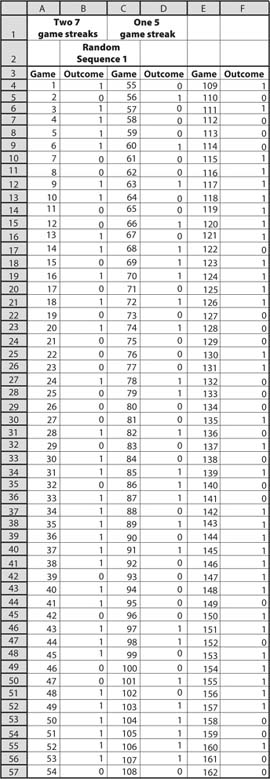 A B C D E F
1 Two 7 game streaks One 5 game streak
2 Random Sequence 1
3 Game Outcome Game Outcome Game Outcome
4 1 1 55 0 109 1
5 2 0 56 1 110 0
6 3 1 57 0 111 1
7 4 1 58 0 112 0
8 5 1 59 0 113 0
9 6 1 60 1 114 0
10 7 0 61 0 115 1
11 8 0 62 0 116 1
12 9 1 63 1 117 1
13 10 1 64 0 118 1
14 11 0 65 0 119 1
15 12 0 66 1 120 1
16 13 1 67 0 121 1
17 14 1 68 1 122 0
18 15 0 69 1 123 1
19 16 1 70 1 124 1
20 17 0 71 0 125 1
21 18 1 72 1 126 1
22 19 0 73 0 127 0
23 20 1 74 1 128 0
24 21 0 75 0 129 0
25 22 0 76 0 130 1
26 23 0 77 0 131 1
27 24 1 78 1 132 0
28 25 0 79 1 133 0
29 26 0 80 0 134 0
30 27 0 81 0 135 1
31 28 1 82 1 136 0
32 29 0 83 0 137 1
33 30 1 84 0 138 0
34 31 1 85 1 139 1
35 32 0 86 1 140 0
36 33 1 87 1 141 0
37 34 1 88 0 142 1
38 35 1 89 1 143 1
39 36 1 90 0 144 1
40 37 1 91 1 145 1
41 38 1 92 0 146 1
42 39 0 93 0 147 1
43 40 1 94 0 148 1
44 41 1 95 0 149 0
45 42 0 96 0 150 1
46 43 1 97 1 151 1
47 44 1 98 1 152 0
48 45 1 99 0 153 1
49 46 0 100 0 154 1
50 47 0 101 1 155 1
51 48 1 102 0 156 1
52 49 1 103 1 157 1
53 50 1 104 1 158 0
54 51 1 105 1 159 0
55 52 1 106 1 160 1
56 53 1 107 1 161 0
57 54 0 108 0 162 0